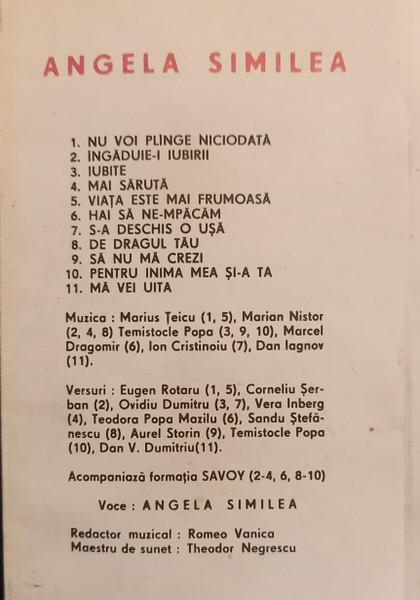 ANGELA SIMILEA
1. NU VOI PLÎNGE NICIODATĂ
2. INGĂDUIE-I IUBIRII
3. IUBITE
4. MAI SĂRUTĂ
5. VIAȚA ESTE MAI FRUMOASĂ
6. HAI SĂ NE-MPĂCĂM
7. S-A DESCHIS O UȘĂ
8. DE DRAGUL TĂU
9. SĂ NU MĂ CREZI
10. PENTRU INIMA MEA ȘI-A TA
11. MĂ VEI UITA
Muzica : Marius Țeicu (1, 5), Marian Nistor
(2, 4, 8) Temistocle Popa (3, 9, 10), Marcel
Dragomir (6), Ion Cristinoiu (7), Dan Iagnov
(11).
Versuri : Eugen Rotaru (1, 5), Corneliu Șer-
ban (2), Ovidiu Dumitru (3, 7), Vera Inberg
(4), Teodora Popa Mazilu (6), Sandu Ștefă-
nescu (8), Aurel Storin (9), Temistocle Popa
(10), Dan V. Dumitriu(11).
Acompaniază formația SAVOY (2-4, 6, 8-10)
Voce : ANGELA SIMILEA
Redactor muzical : Romeo Vanica
Maestru de sunet : Theodor Negrescu